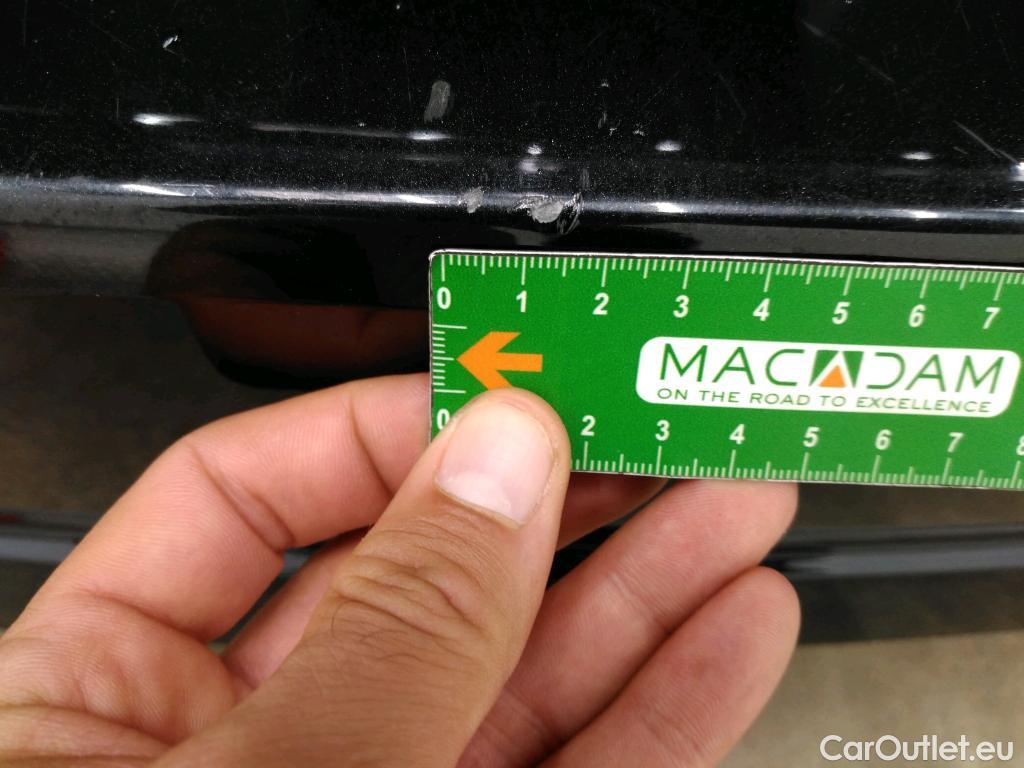 0 1 2 3 4 5 6 7
MACADAM
ON THE ROAD TO EXCELLENCE
0 2 3 4 5 6 7 8
CarOutlet.eu